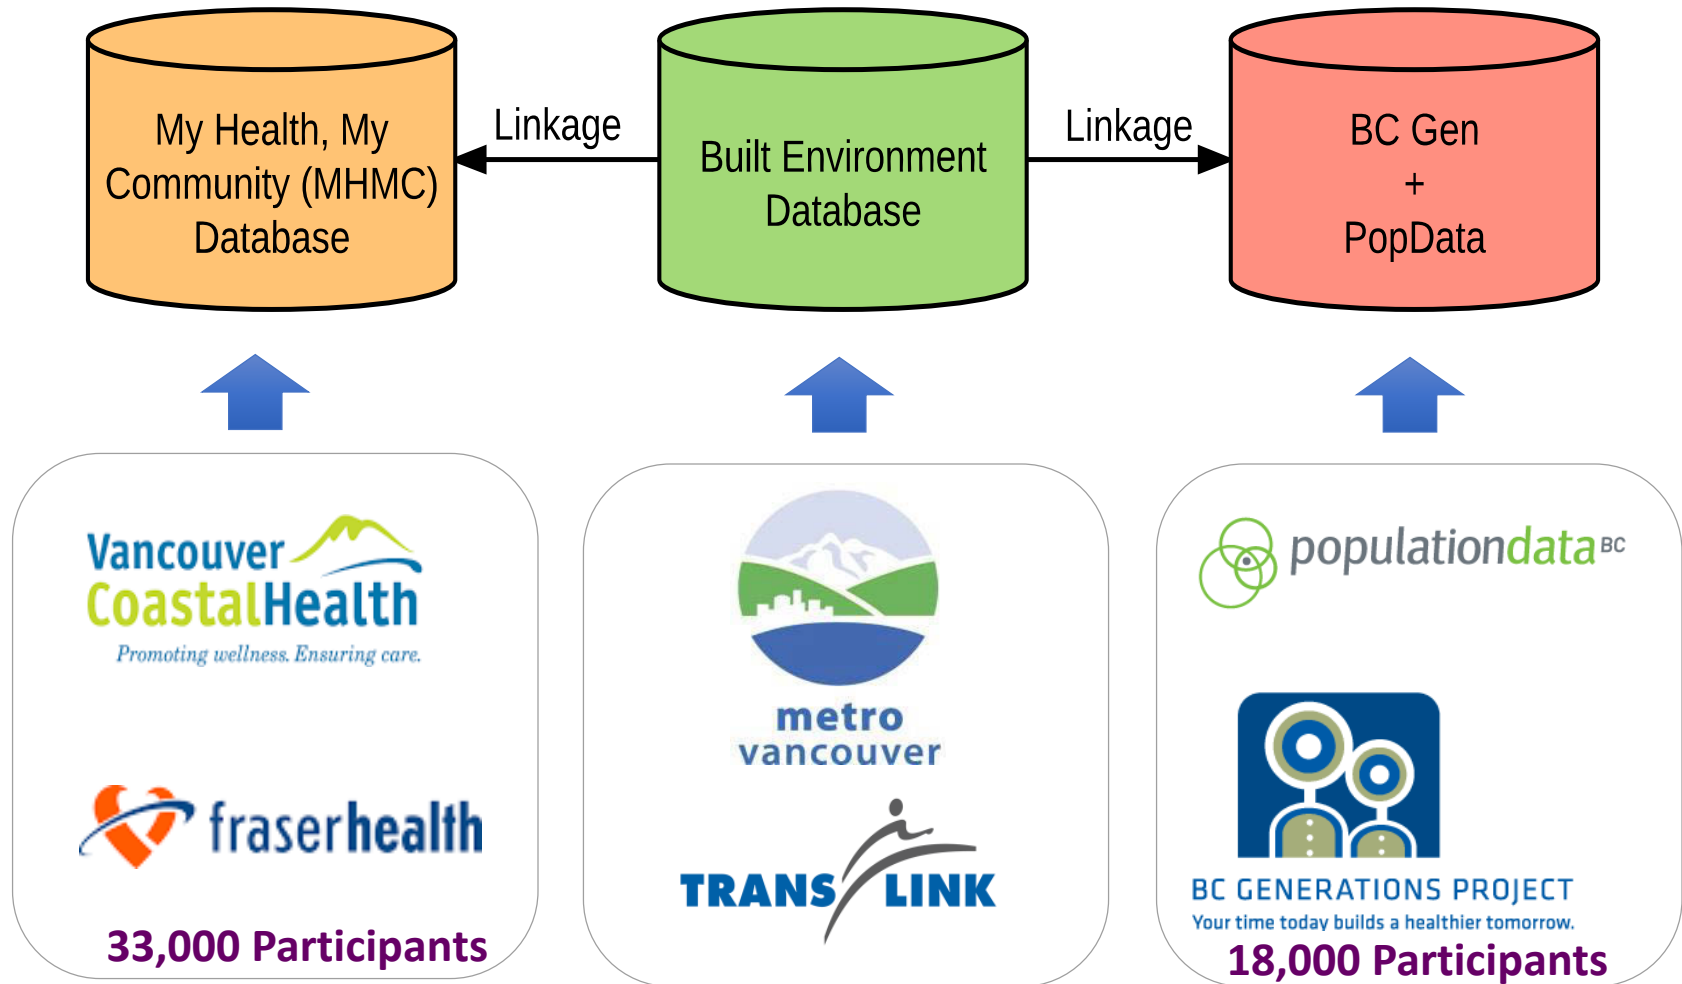 My Health, My
Community (MHMC)
Database
Linkage
Built Environment
Database
Linkage
BC Gen
+
PopData
Vancouver
CoastalHealth
Promoting wellness. Ensuring care.
fraserhealth
33,000 Participants
metro
vancouver
TRANSLINK
populationdata BC
BC GENERATIONS PROJECT
Your time today builds a healthier tomorrow.
18,000 Participants